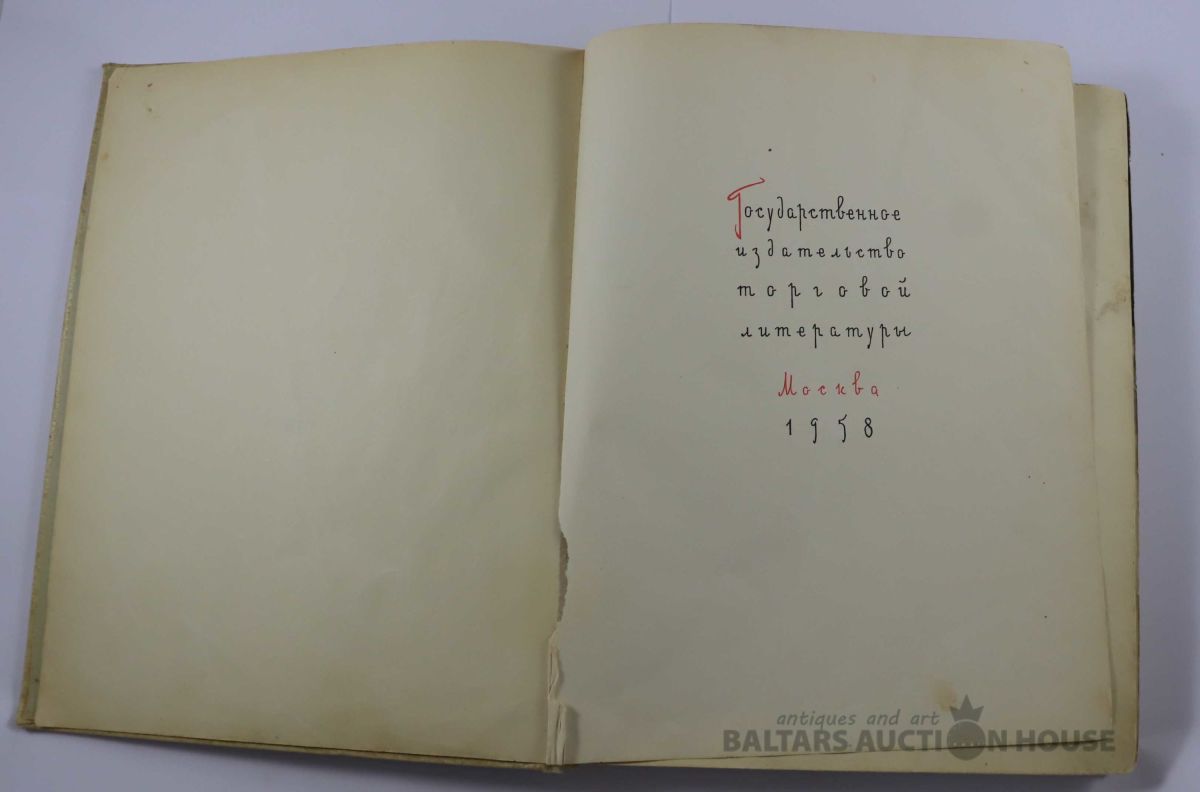 Государственное
издательство
торговой
литературы
Москва
1958
antiques and art
BALTARS AUCTION HOUSE